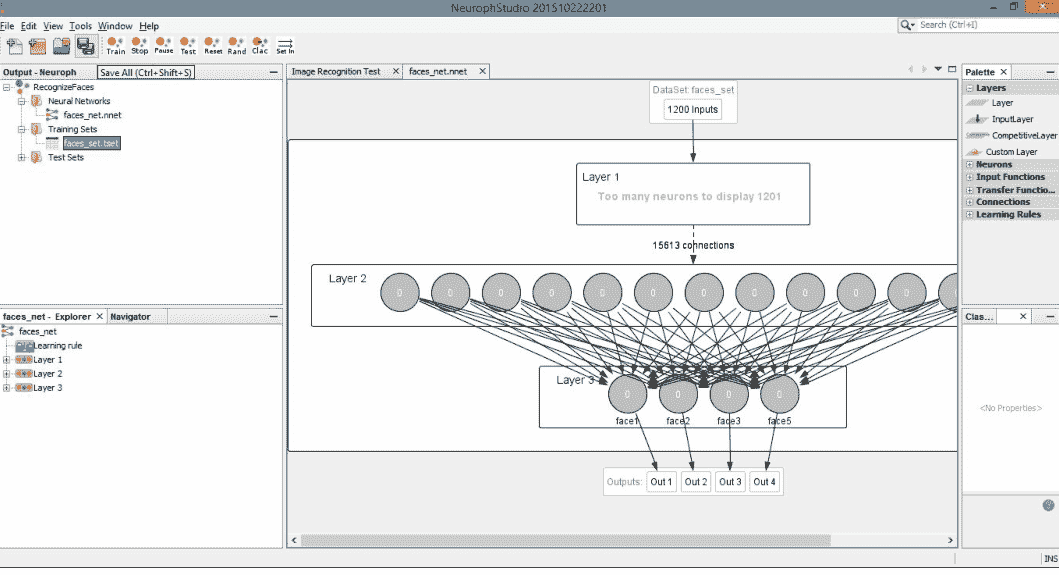 NeurophStudro 201510222201
File Edit View Tools Window Help
Search (Ctrl+I)
Train Stop Pause Test Reset Rand Clac Set In
Output - Neuroph
Save All (Ctrl+Shift+S)
RecognizeFaces
Neural Networks
faces_net.nnet
Training Sets
faces_set.tset
Test Sets
faces_net - Explorer Navigator
faces_net
Learning rule
Layer 1
Layer 2
Layer 3
Image Recognition Test faces_net.nnet
DataSet: faces_set
1200 Inputs
Layer 1
Too many neurons to display 1201
15613 connections
Layer 2
0 0 0 0 0 0 0 0 0 0 0
Layer 3
0 0 0 0
face1 face2 face3 face5
Outputs: Out 1 Out 2 Out 3 Out 4
Palette
Layers
Layer
InputLayer
CompetitiveLayer
Custom Layer
Neurons
Input Functions
Transfer Functio...
Connections
Learning Rules
Clas...
<No Properties>
INS